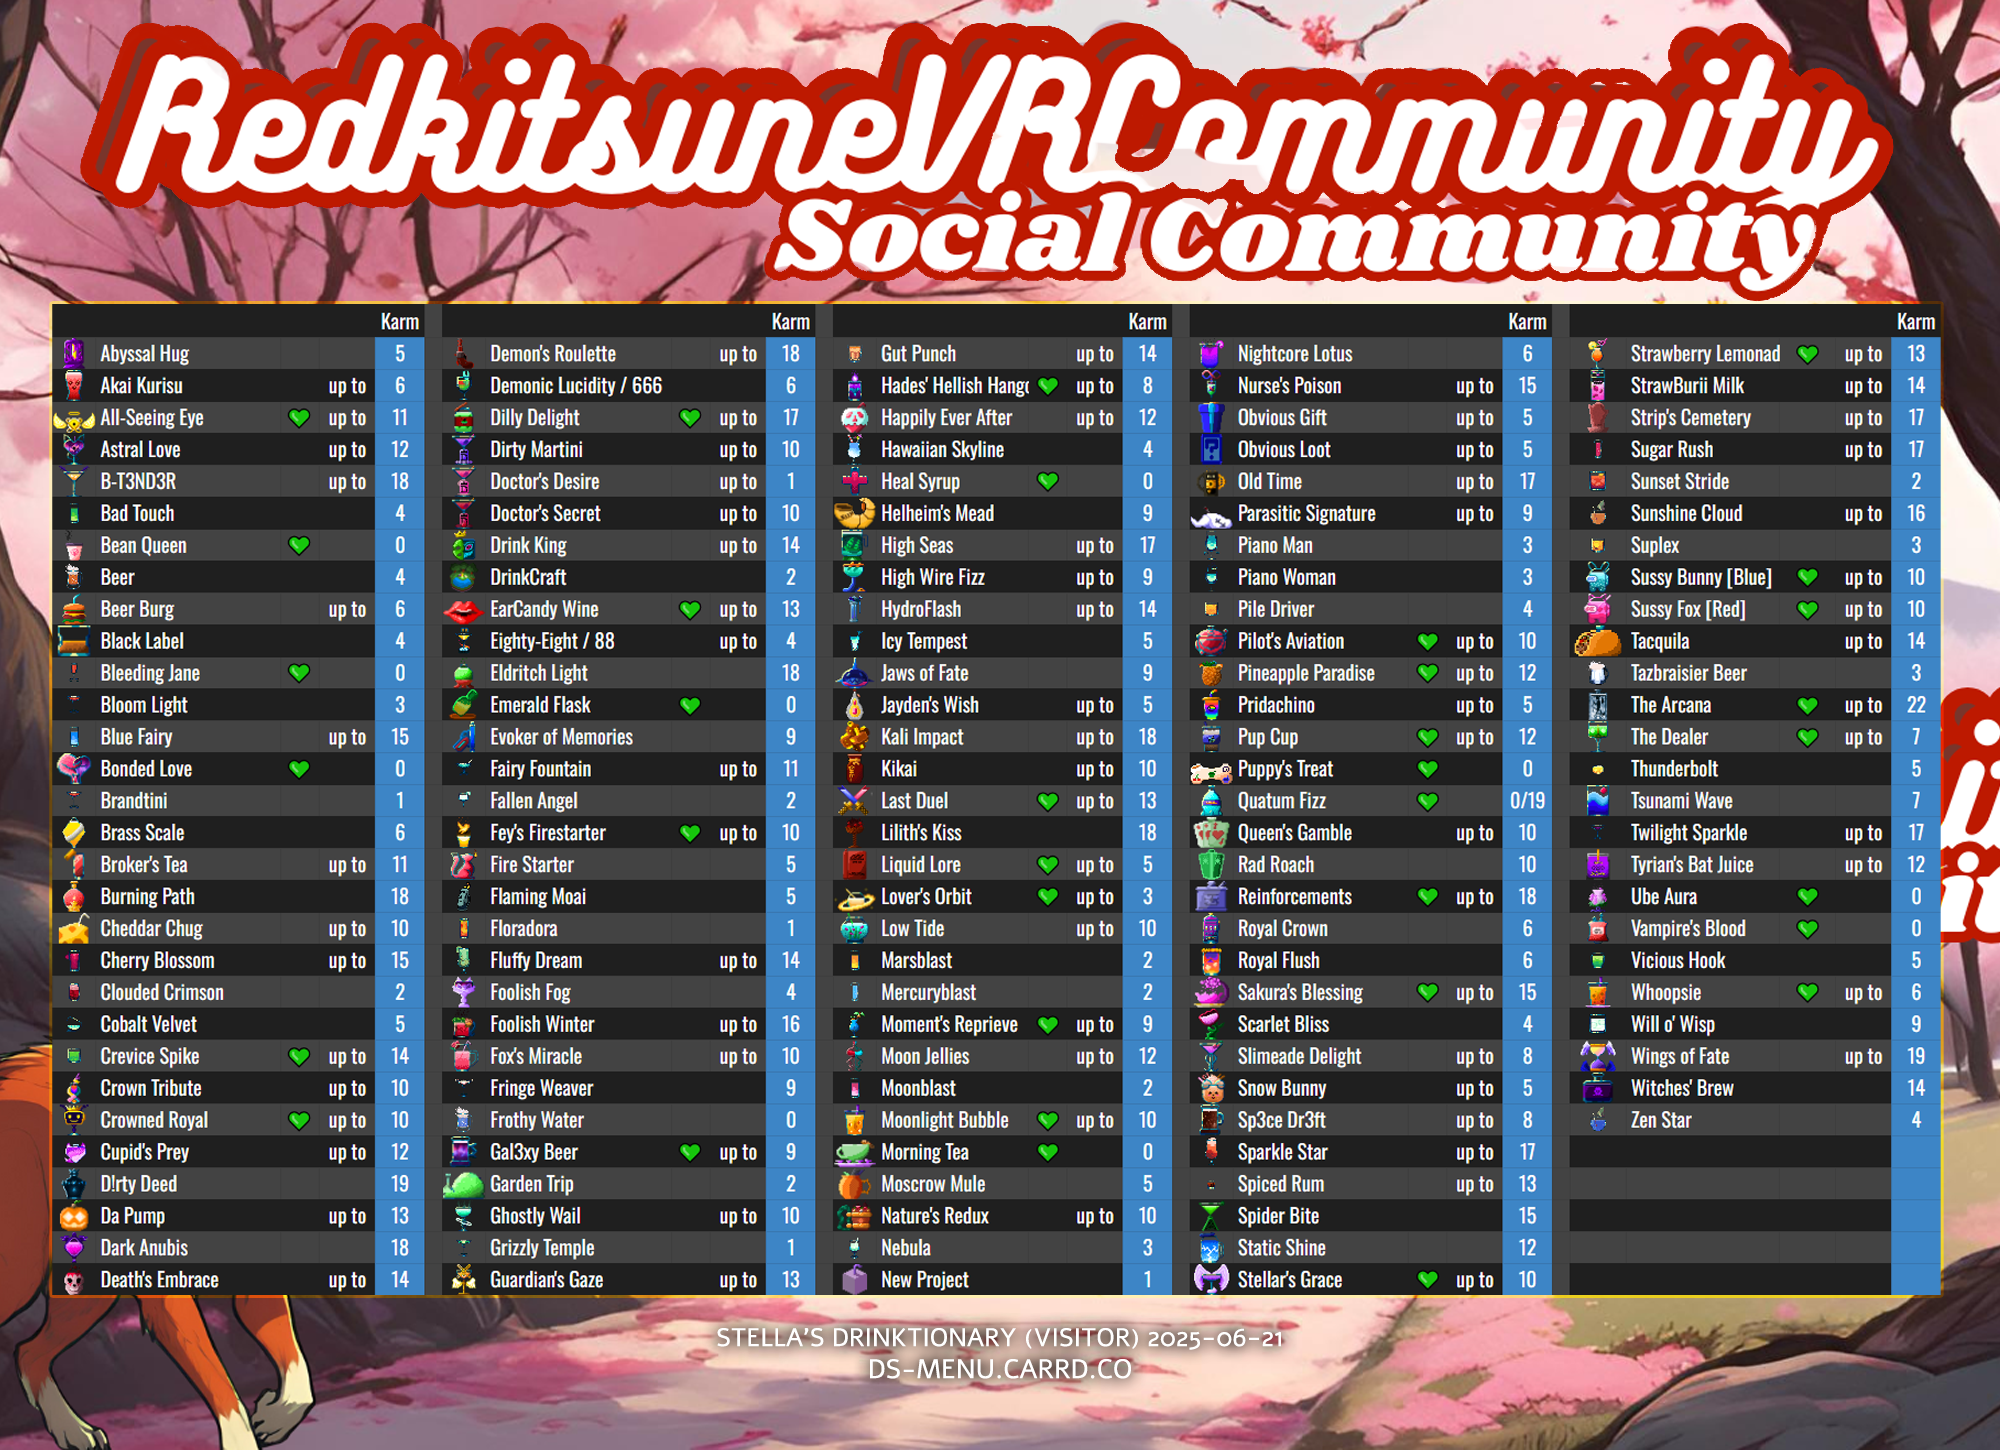 RedkitsuneVRCommunity
Social Community
Karm
Abyssal Hug 5
Akai Kurisu up to 6
All-Seeing Eye up to 11
Astral Love up to 12
B-T3ND3R up to 18
Bad Touch 4
Bean Queen 0
Beer 4
Beer Burg up to 6
Black Label 4
Bleeding Jane 0
Bloom Light 3
Blue Fairy up to 15
Bonded Love 0
Brandtini 1
Brass Scale 6
Broker's Tea up to 11
Burning Path 18
Cheddar Chug up to 10
Cherry Blossom up to 15
Clouded Crimson 2
Cobalt Velvet 5
Crevice Spike up to 14
Crown Tribute up to 10
Crowned Royal up to 10
Cupid's Prey up to 12
D!rty Deed 19
Da Pump up to 13
Dark Anubis 18
Death's Embrace up to 14
Karm
Demon's Roulette up to 18
Demonic Lucidity / 666 6
Dilly Delight up to 17
Dirty Martini up to 10
Doctor's Desire up to 1
Doctor's Secret up to 10
Drink King up to 14
DrinkCraft 2
EarCandy Wine up to 13
Eighty-Eight / 88 up to 4
Eldritch Light 18
Emerald Flask 0
Evoker of Memories 9
Fairy Fountain up to 11
Fallen Angel 2
Fey's Firestarter up to 10
Fire Starter 5
Flaming Moai 5
Floradora 1
Fluffy Dream up to 14
Foolish Fog 4
Foolish Winter up to 16
Fox's Miracle up to 10
Fringe Weaver 9
Frothy Water 0
Gal3xy Beer up to 9
Garden Trip 2
Ghostly Wail up to 10
Grizzly Temple 1
Guardian's Gaze up to 13
Karm
Gut Punch up to 14
Hades' Hellish Hango up to 8
Happily Ever After up to 12
Hawaiian Skyline 4
Heal Syrup 0
Helheim's Mead 9
High Seas up to 17
High Wire Fizz up to 9
HydroFlash up to 14
Icy Tempest 5
Jaws of Fate 9
Jayden's Wish up to 5
Kali Impact up to 18
Kikai up to 10
Last Duel up to 13
Lilith's Kiss 18
Liquid Lore up to 5
Lover's Orbit up to 3
Low Tide up to 10
Marsblast 2
Mercuryblast 2
Moment's Reprieve up to 9
Moon Jellies up to 12
Moonblast 2
Moonlight Bubble up to 10
Morning Tea 0
Moscrow Mule 5
Nature's Redux up to 10
Nebula 3
New Project 1
Karm
Nightcore Lotus 6
Nurse's Poison up to 15
Obvious Gift up to 5
Obvious Loot up to 5
Old Time up to 17
Parasitic Signature up to 9
Piano Man 3
Piano Woman 3
Pile Driver 4
Pilot's Aviation up to 10
Pineapple Paradise up to 12
Pridachino up to 5
Pup Cup up to 12
Puppy's Treat 0
Quatum Fizz 0/19
Queen's Gamble up to 10
Rad Roach 10
Reinforcements up to 18
Royal Crown 6
Royal Flush 6
Sakura's Blessing up to 15
Scarlet Bliss 4
Slimeade Delight up to 8
Snow Bunny up to 5
Sp3ce Dr3ft up to 8
Sparkle Star up to 17
Spiced Rum up to 13
Spider Bite 15
Static Shine 12
Stellar's Grace up to 10
Karm
Strawberry Lemonad up to 13
StrawBurii Milk up to 14
Strip's Cemetery up to 17
Sugar Rush up to 17
Sunset Stride 2
Sunshine Cloud up to 16
Suplex 3
Sussy Bunny [Blue] up to 10
Sussy Fox [Red] up to 10
Tacquila up to 14
Tazbraisier Beer 3
The Arcana up to 22
The Dealer up to 7
Thunderbolt 5
Tsunami Wave 7
Twilight Sparkle up to 17
Tyrian's Bat Juice up to 12
Ube Aura 0
Vampire's Blood 0
Vicious Hook 5
Whoopsie up to 6
Will o' Wisp 9
Wings of Fate up to 19
Witches' Brew 14
Zen Star 4
STELLA'S DRINKTIONARY (VISITOR) 2025-06-21
DS-MENU.CARRD.CO